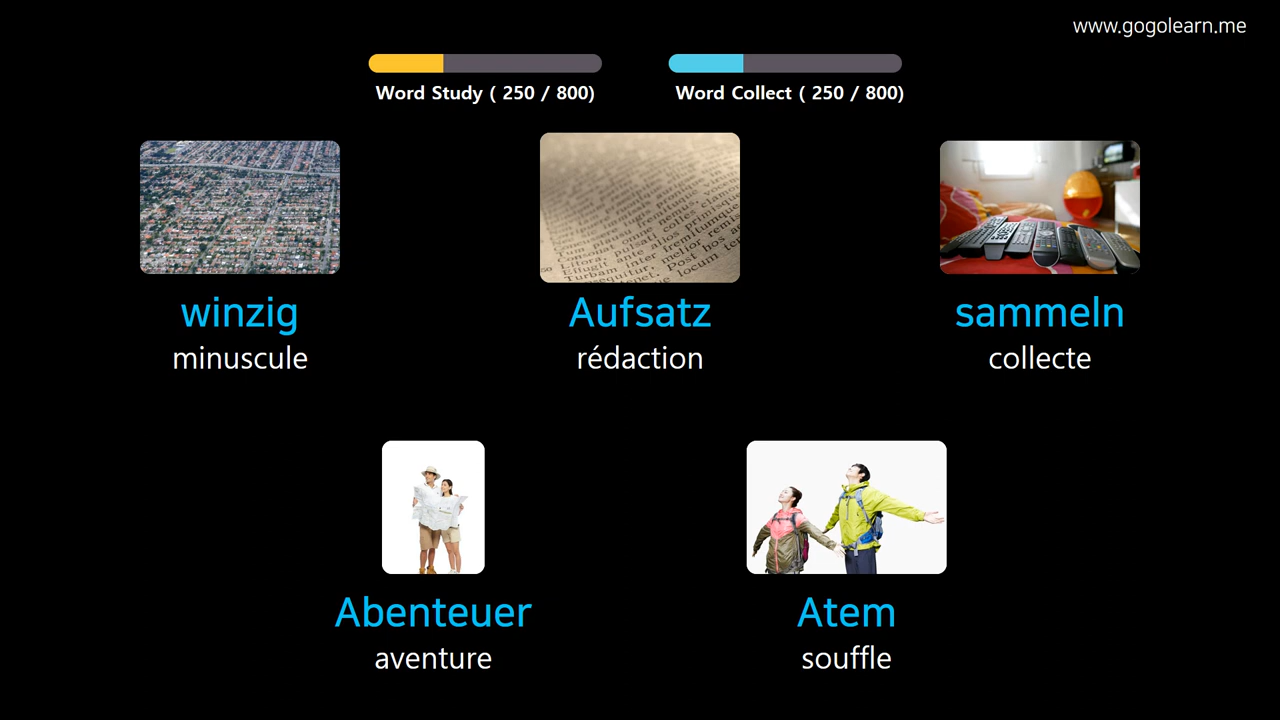 www.gogolearn.me
Word Study ( 250 / 800)
Word Collect ( 250 / 800)
winzig
minuscule
Aufsatz
rédaction
sammeln
collecte
Abenteuer
aventure
Atem
souffle